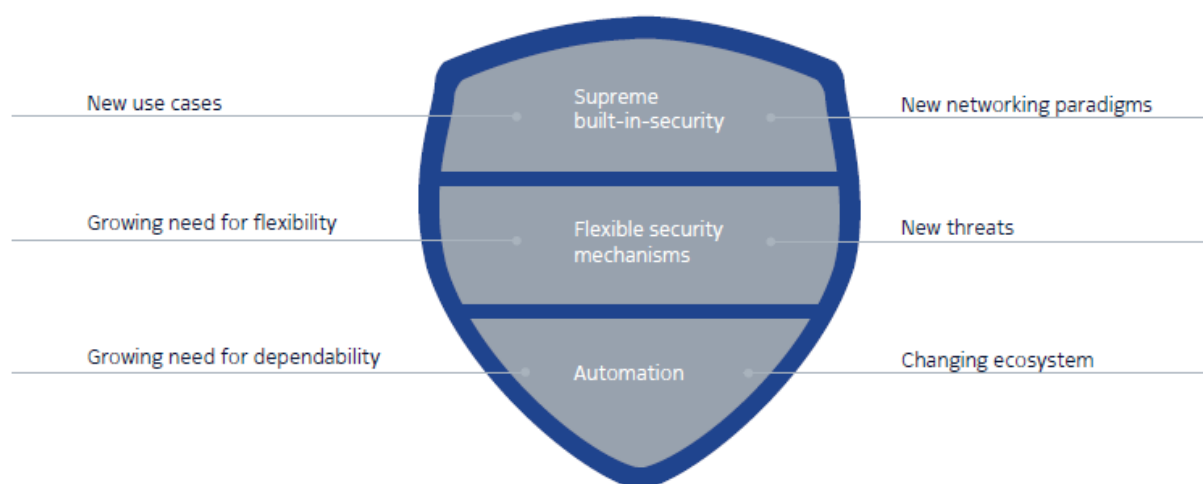 New use cases
Supreme
built-in-security
New networking paradigms
Growing need for flexibility
Flexible security
mechanisms
New threats
Growing need for dependability
Automation
Changing ecosystem